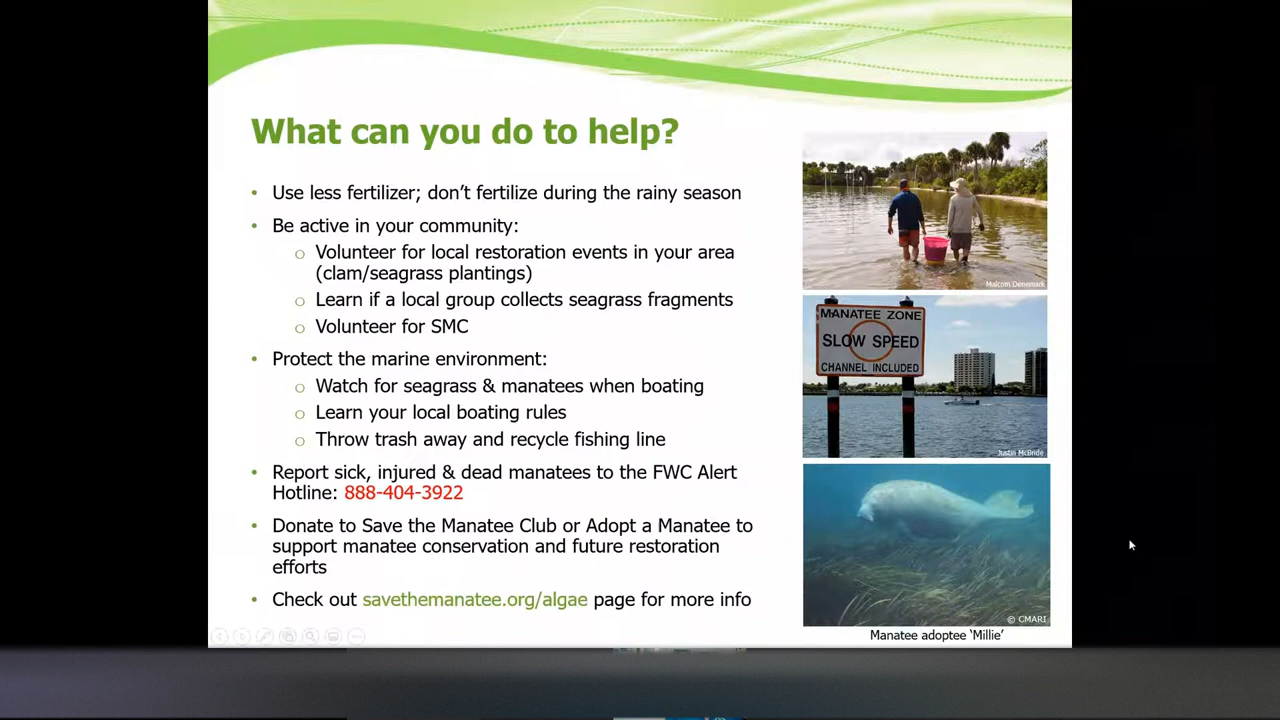 What can you do to help?
• Use less fertilizer; don’t fertilize during the rainy season
• Be active in your community:
o Volunteer for local restoration events in your area
(clam/seagrass plantings)
o Learn if a local group collects seagrass fragments
o Volunteer for SMC
• Protect the marine environment:
o Watch for seagrass & manatees when boating
o Learn your local boating rules
o Throw trash away and recycle fishing line
• Report sick, injured & dead manatees to the FWC Alert
Hotline: 888-404-3922
• Donate to Save the Manatee Club or Adopt a Manatee to
support manatee conservation and future restoration
efforts
• Check out savethemanatee.org/algae page for more info
Malcom Denemark
MANATEE ZONE
SLOW SPEED
CHANNEL INCLUDED
Justin McBride
© CMARI
Manatee adoptee ‘Millie’